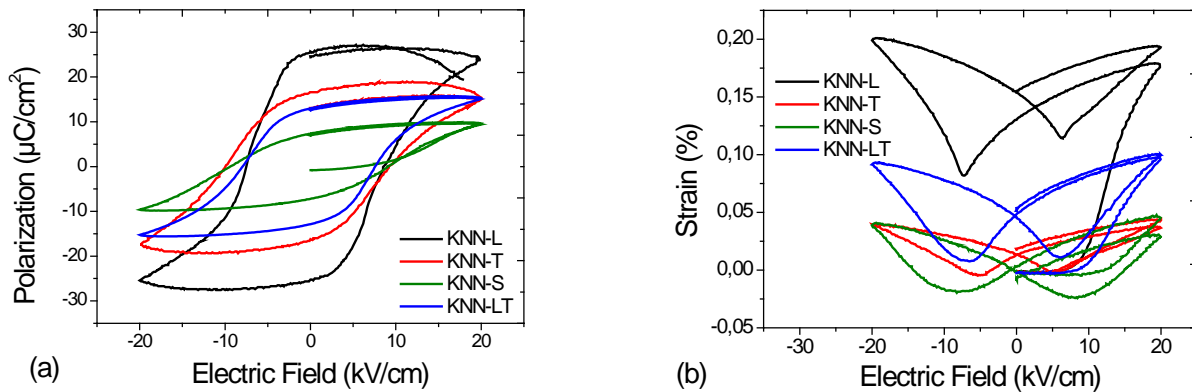 30
20
10
0
-10
-20
30
-20
-10
0
10
20
Polarization (µC/cm²)
Electric Field (kV/cm)
KNN-L
KNN-T
KNN-S
KNN-LT
(a)
0,20
0,15
0,10
0,05
0,00
-0,05
-30
-20
-10
0
10
20
Strain (%)
Electric Field (kV/cm)
KNN-L
KNN-T
KNN-S
KNN-LT
(b)